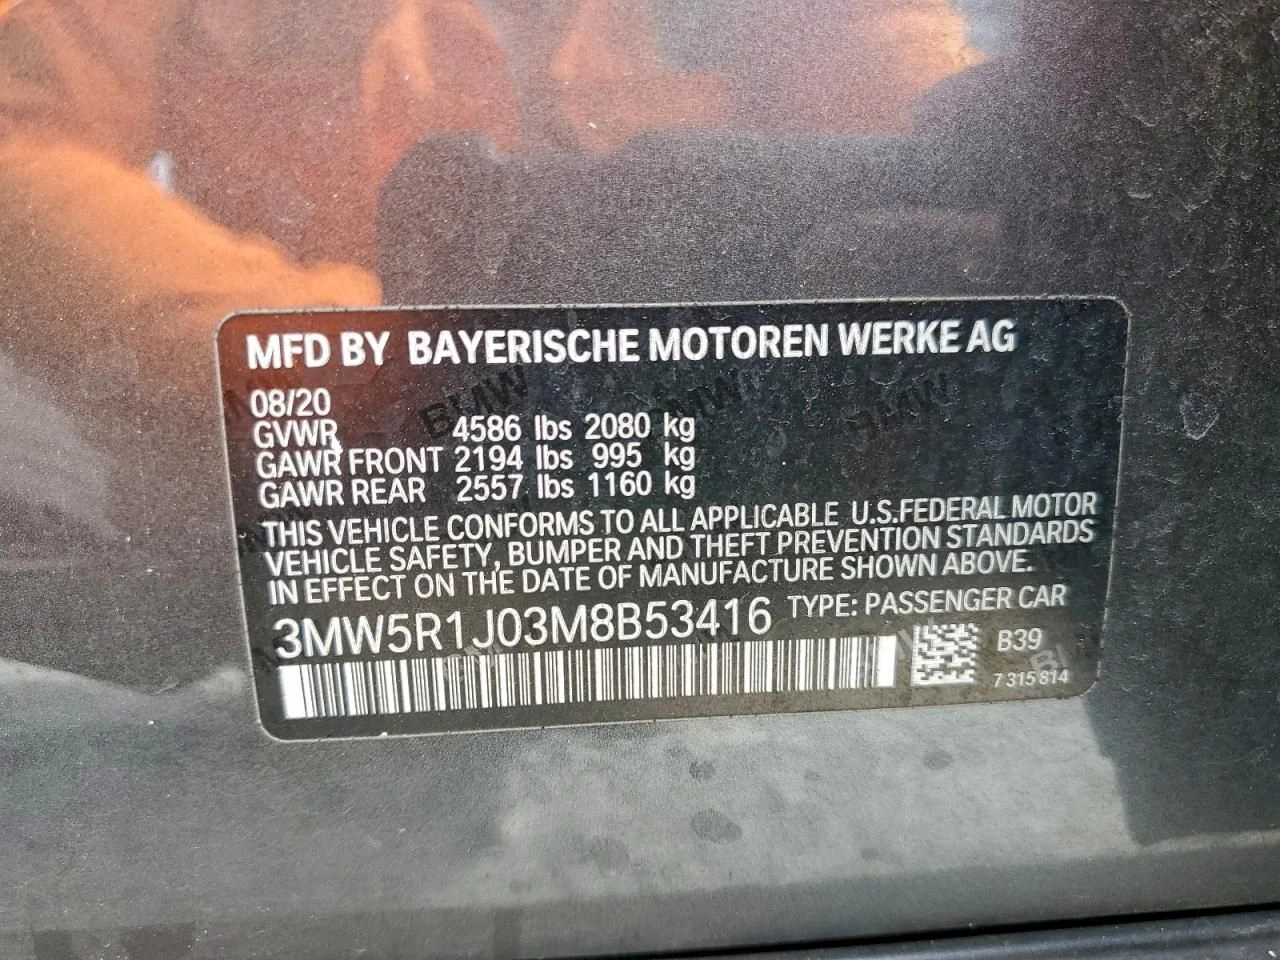 MFD BY BAYERISCHE MOTOREN WERKE AG
08/20
GVWR 4586 lbs 2080 kg
GAWR FRONT 2194 lbs 995 kg
GAWR REAR 2557 lbs 1160 kg
THIS VEHICLE CONFORMS TO ALL APPLICABLE U.S.FEDERAL MOTOR
VEHICLE SAFETY, BUMPER AND THEFT PREVENTION STANDARDS
IN EFFECT ON THE DATE OF MANUFACTURE SHOWN ABOVE.
3MW5R1J03M8B53416 TYPE: PASSENGER CAR
B39
7 315 814
BMW
BMW
BMW